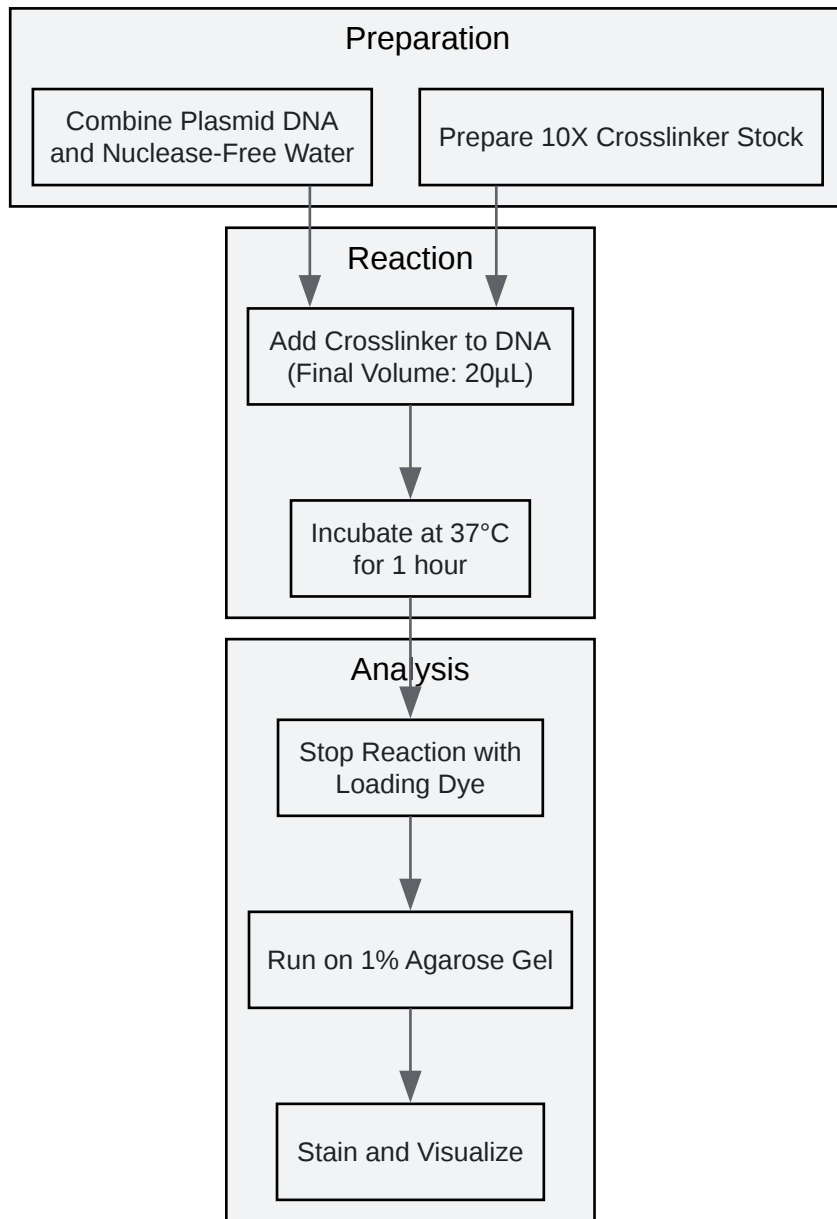 Preparation
Combine Plasmid DNA
and Nuclease-Free Water
Prepare 10X Crosslinker Stock
Reaction
Add Crosslinker to DNA
(Final Volume: 20µL)
Incubate at 37°C
for 1 hour
Analysis
Stop Reaction with
Loading Dye
Run on 1% Agarose Gel
Stain and Visualize